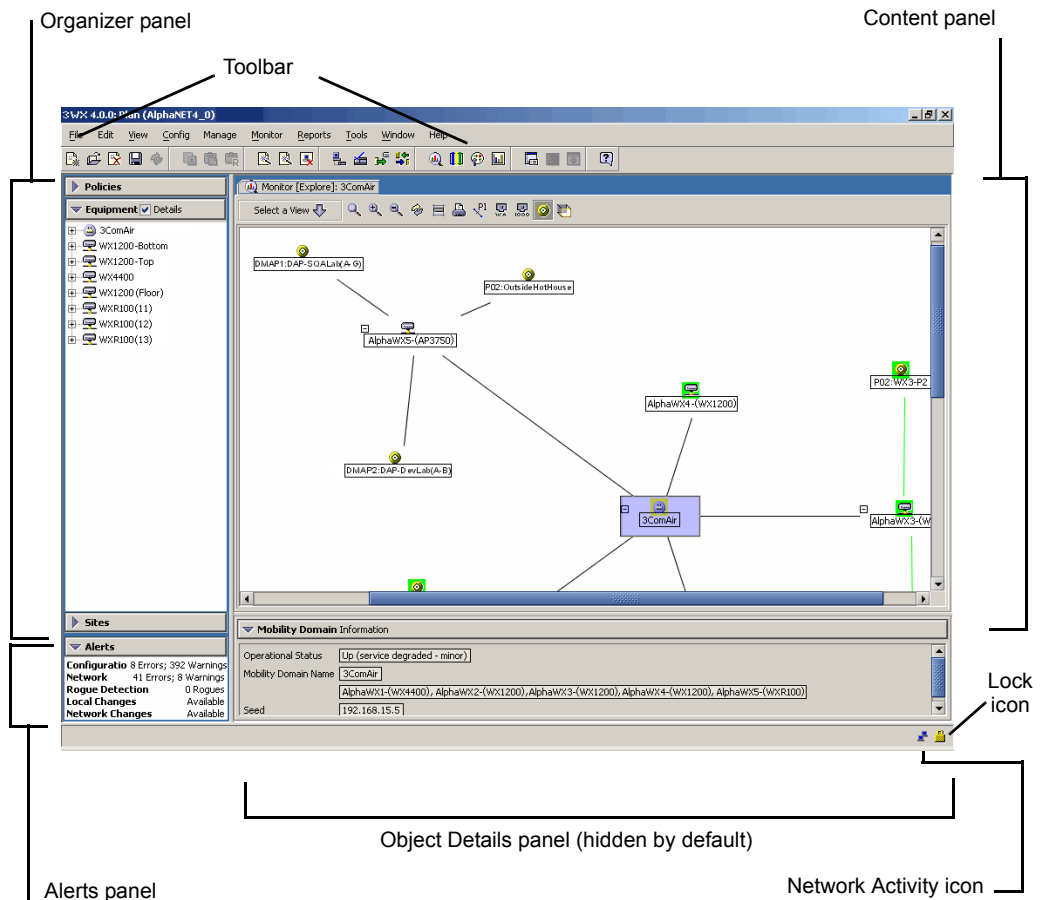 Organizer panel
Content panel
Toolbar
3WX 4.0.0: Plan (AlphaNET4_0)
File Edit View Config Manage Monitor Reports Tools Window Help
Policies
Monitor [Explore]: 3ComAir
Equipment Details
Select a View
3ComAir
WX1200-Bottom
WX1200-Top
WX4400
WX1200 (Floor)
WXR100(11)
WXR100(12)
WXR100(13)
DMAP1:DAP-SQALab(A-G)
P02:OutsideHotHouse
AlphaWX5-(AP3750)
P02:WX3-P2
AlphaWX4-(WX1200)
DMAP2:DAP-DevLab(A-B)
3ComAir
AlphaWX3-(W
Sites
Mobility Domain Information
Alerts
Configuratio 8 Errors; 392 Warnings
Network 41 Errors; 8 Warnings
Rogue Detection 0 Rogues
Local Changes Available
Network Changes Available
Operational Status Up (service degraded - minor)
Mobility Domain Name 3ComAir
AlphaWX1-(WX4400), AlphaWX2-(WX1200),AlphaWX3-(WX1200), AlphaWX4-(WX1200), AlphaWX5-(WXR100)
Seed 192.168.15.5
Lock
icon
Object Details panel (hidden by default)
Alerts panel
Network Activity icon